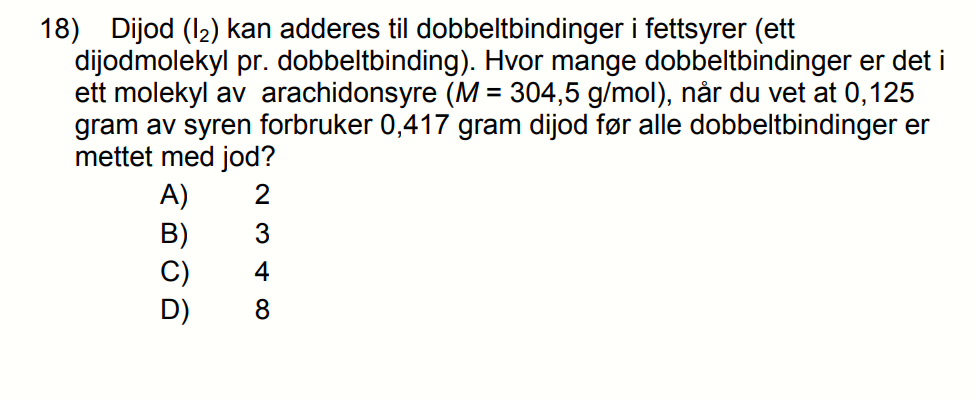 18) Dijod (I₂) kan adderes til dobbeltbindinger i fettsyrer (ett
dijodmolekyl pr. dobbeltbinding). Hvor mange dobbeltbindinger er det i
ett molekyl av arachidonsyre (M = 304,5 g/mol), når du vet at 0,125
gram av syren forbruker 0,417 gram dijod før alle dobbeltbindinger er
mettet med jod?
A) 2
B) 3
C) 4
D) 8